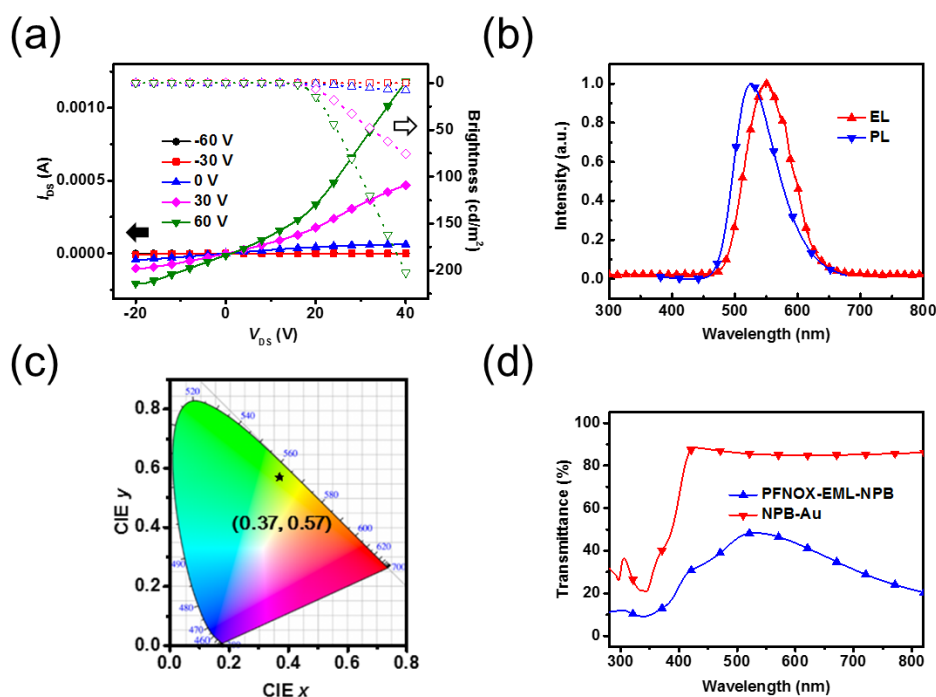 (a)
0.0010
0.0005
0.0000
I_DS (A)
-60 V
-30 V
0 V
30 V
60 V
-20
0
20
40
V_DS (V)
0
50
100
150
200
Brightness (cd/m²)
(b)
1.0
0.8
0.6
0.4
0.2
0.0
Intensity (a.u.)
EL
PL
300 400 500 600 700 800
Wavelength (nm)
(c)
0.8
0.6
0.4
0.2
0.0
CIE y
520
540
560
580
600
620
700
490
480
470
460
(0.37, 0.57)
0.0 0.2 0.4 0.6 0.8
CIE x
(d)
100
80
60
40
20
0
Transmittance (%)
PFNOX-EML-NPB
NPB-Au
300 400 500 600 700 800
Wavelength (nm)